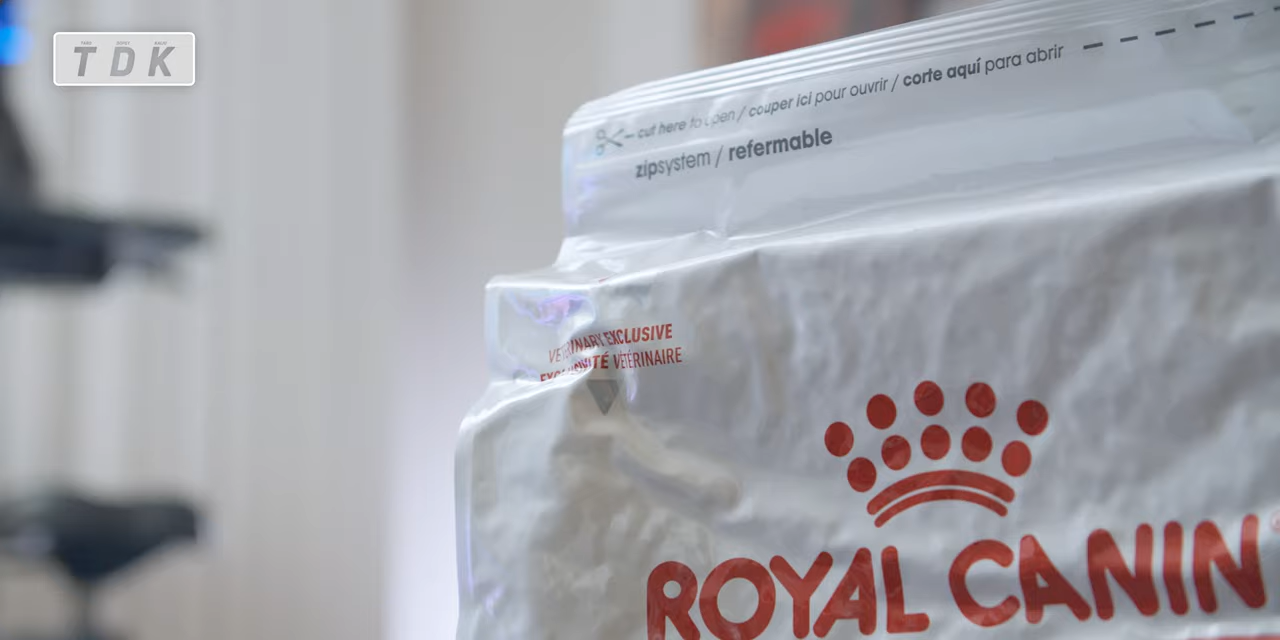 TDK
cut here to open / couper ici pour ouvrir / corte aquí para abrir
zipsystem / refermable
VETERINARY EXCLUSIVE
EXCLUSIVITÉ VÉTÉRINAIRE
ROYAL CANIN